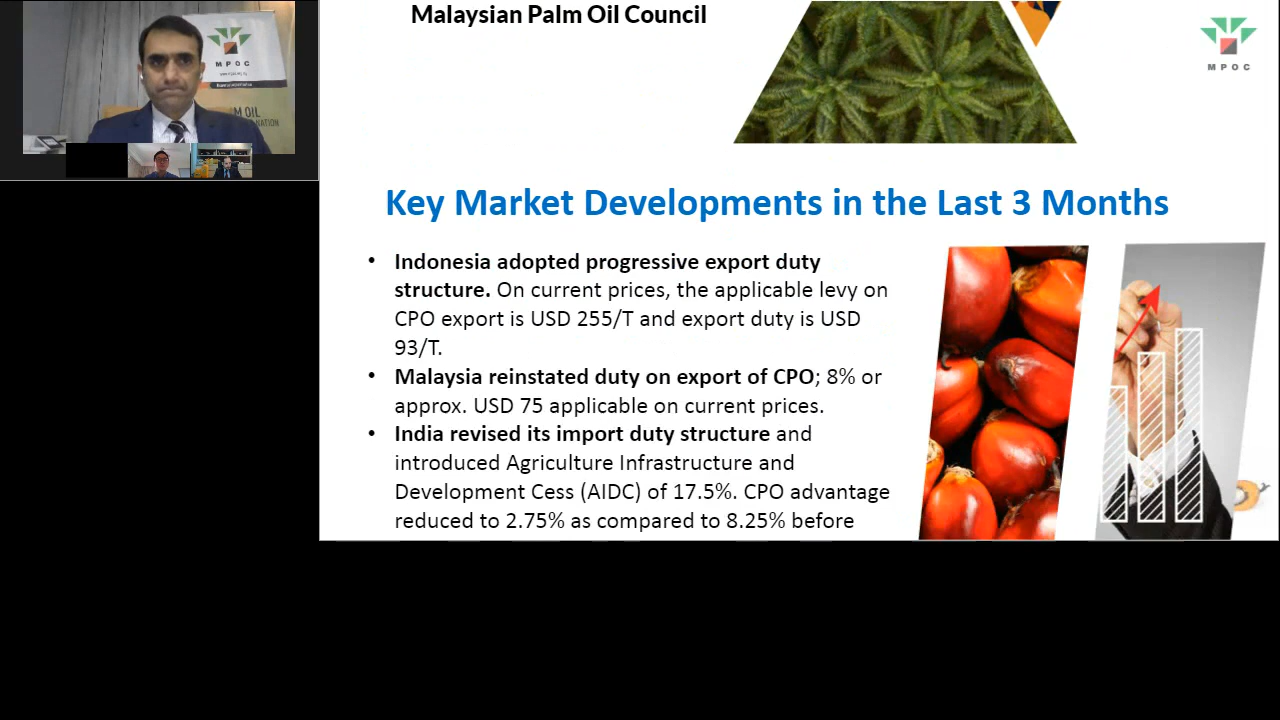 Malaysian Palm Oil Council
MPOC
MPOC
M OIL
NATION
Key Market Developments in the Last 3 Months
• Indonesia adopted progressive export duty
structure. On current prices, the applicable levy on
CPO export is USD 255/T and export duty is USD
93/T.
• Malaysia reinstated duty on export of CPO; 8% or
approx. USD 75 applicable on current prices.
• India revised its import duty structure and
introduced Agriculture Infrastructure and
Development Cess (AIDC) of 17.5%. CPO advantage
reduced to 2.75% as compared to 8.25% before